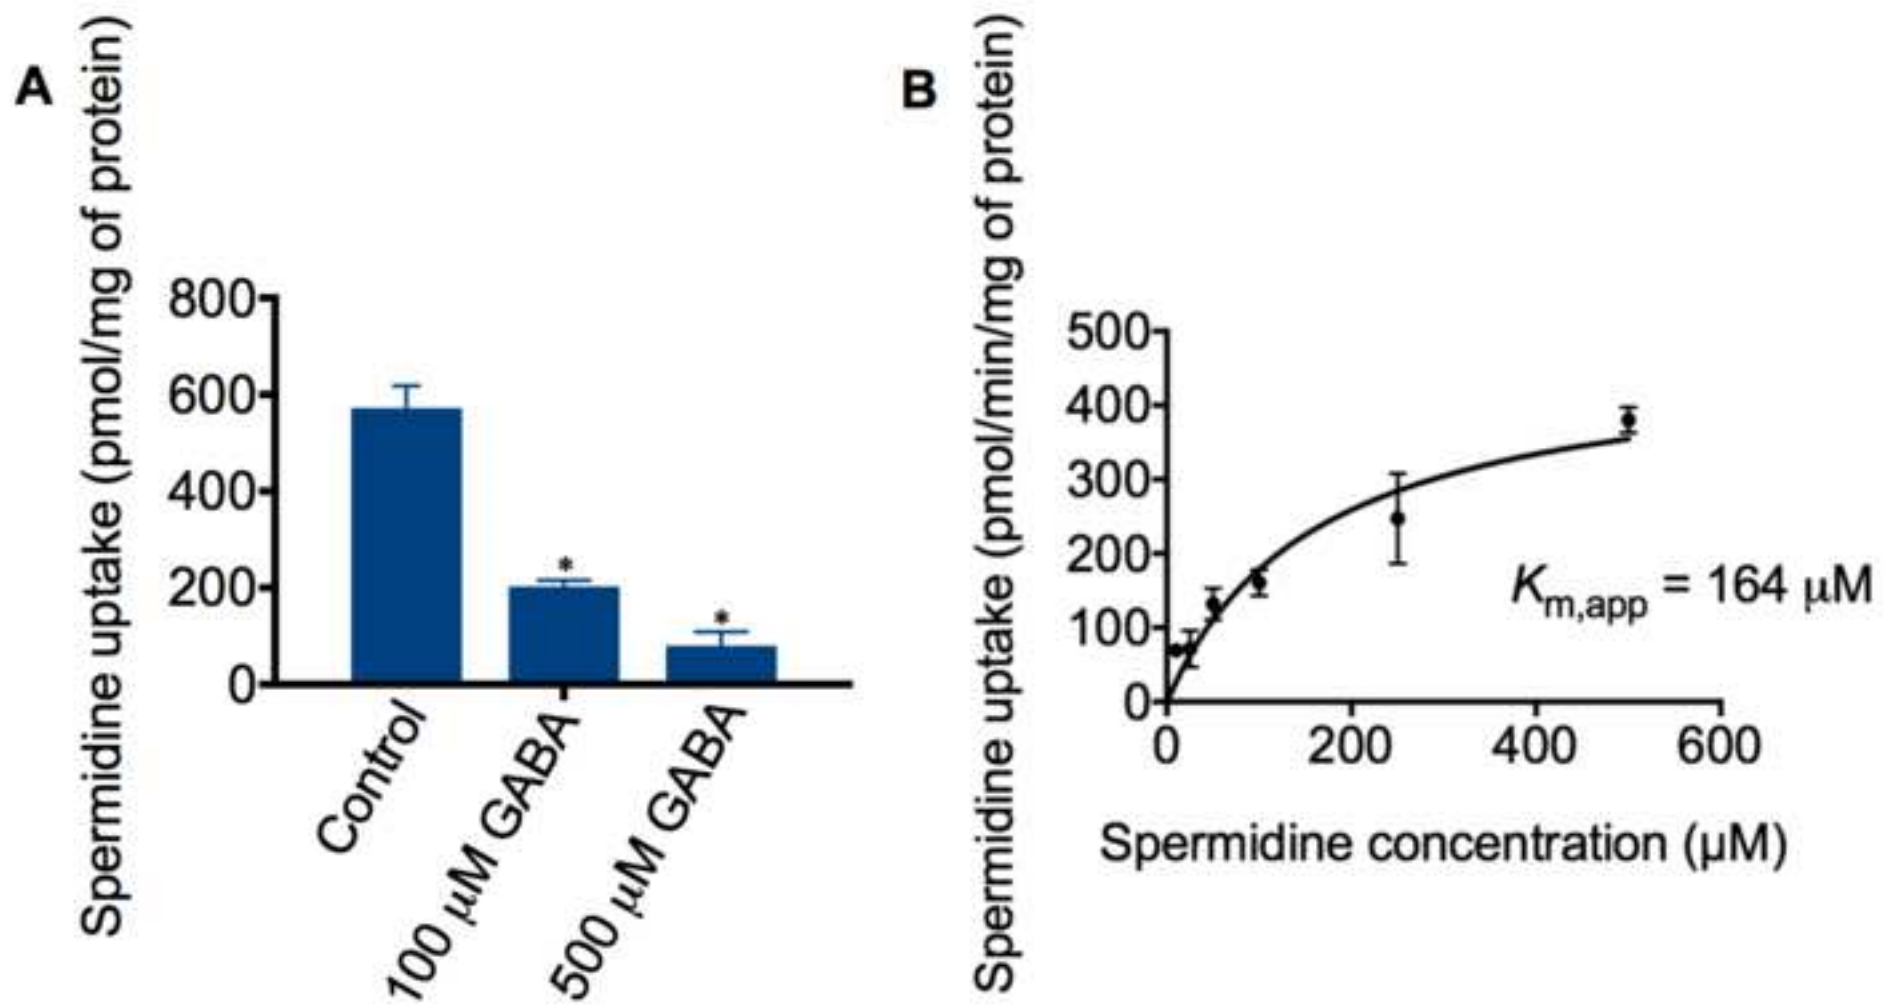 A
Spermidine uptake (pmol/mg of protein)
800
600
400
200
0
*
*
Control
100 μM GABA
500 μM GABA
B
Spermidine uptake (pmol/min/mg of protein)
500
400
300
200
100
0
0
200
400
600
Km,app = 164 μM
Spermidine concentration (μM)